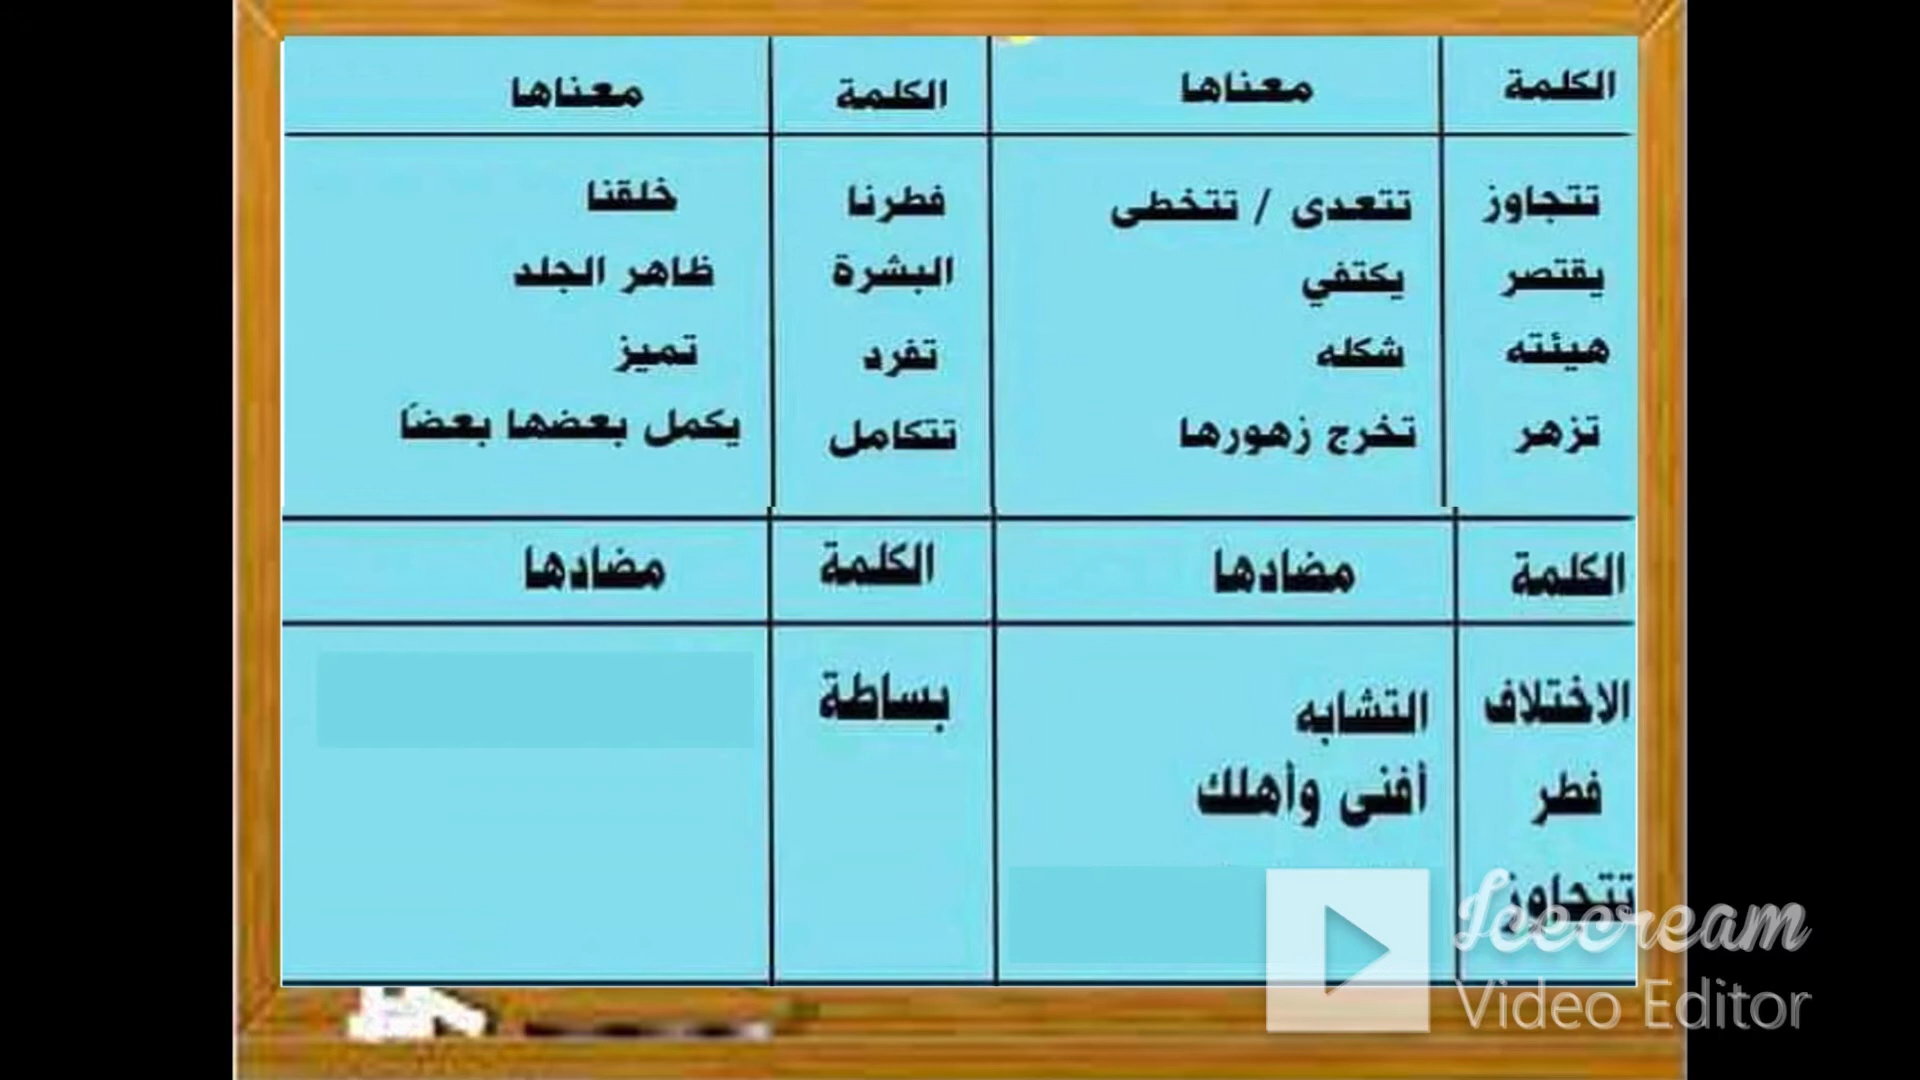 الكلمة معناها الكلمة معناها
تتجاوز تتعدى / تتخطى فطرنا خلقنا
يقتصر يكتفي البشرة ظاهر الجلد
هيئته شكله تفرد تميز
تزهر تخرج زهورها تتكامل يكمل بعضها بعضًا
الكلمة مضادها الكلمة مضادها
الاختلاف التشابه بساطة
فطر أفنى وأهلك
تتجاوز
Icecream
Video Editor